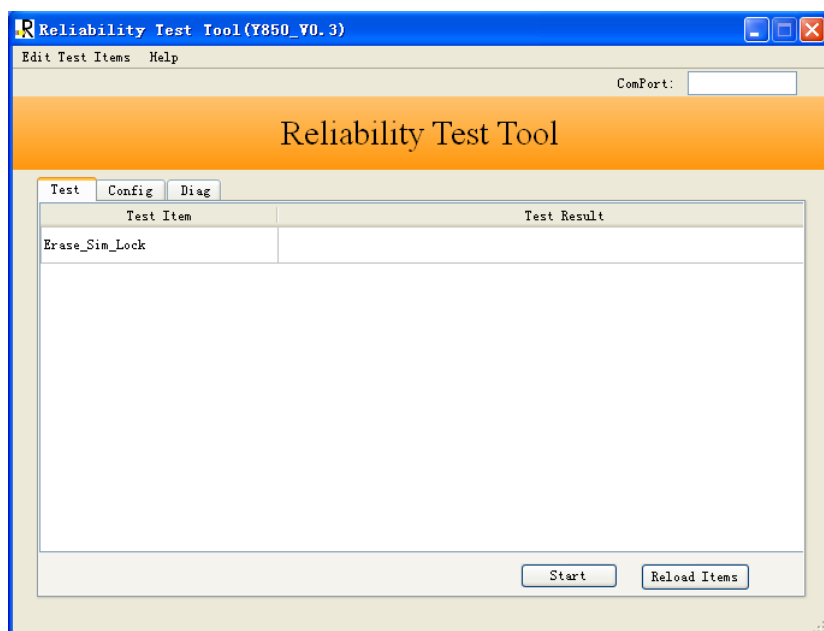 Reliability Test Tool(Y850_V0.3)
Edit Test Items Help
ComPort:
Reliability Test Tool
Test Config Diag
Test Item Test Result
Erase_Sim_Lock
Start Reload Items